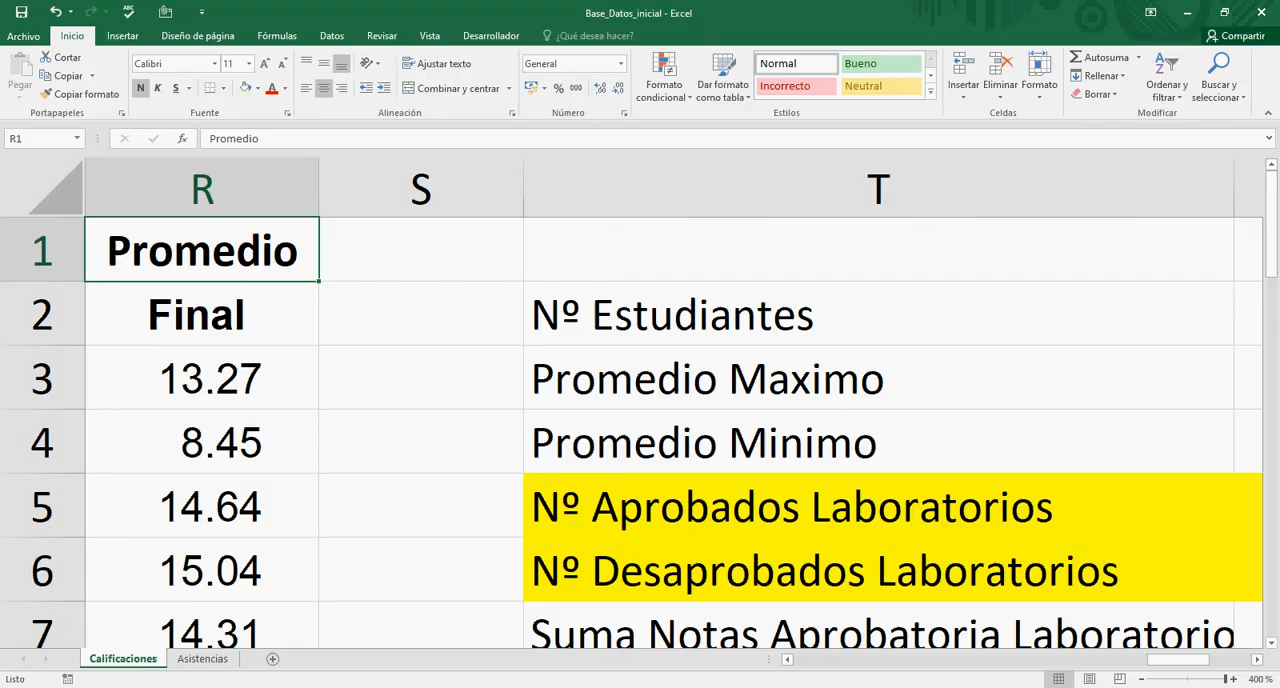 Base_Datos_inicial - Excel
Archivo Inicio Insertar Diseño de página Fórmulas Datos Revisar Vista Desarrollador ¿Qué desea hacer? Compartir
Pegar
Cortar
Copiar
Copiar formato
Portapapeles
Calibri 11
N K S
Fuente
Ajustar texto
Combinar y centrar
Alineación
General
% 000
Número
Formato condicional
Dar formato como tabla
Normal Bueno
Incorrecto Neutral
Estilos
Insertar Eliminar Formato
Celdas
Autosuma
Rellenar
Borrar
Ordenar y filtrar
Buscar y seleccionar
Modificar
R1 fx Promedio
R S T
1 Promedio
2 Final Nº Estudiantes
3 13.27 Promedio Maximo
4 8.45 Promedio Minimo
5 14.64 Nº Aprobados Laboratorios
6 15.04 Nº Desaprobados Laboratorios
7 14.31 Suma Notas Aprobatoria Laboratorio
Calificaciones Asistencias
Listo 400 %